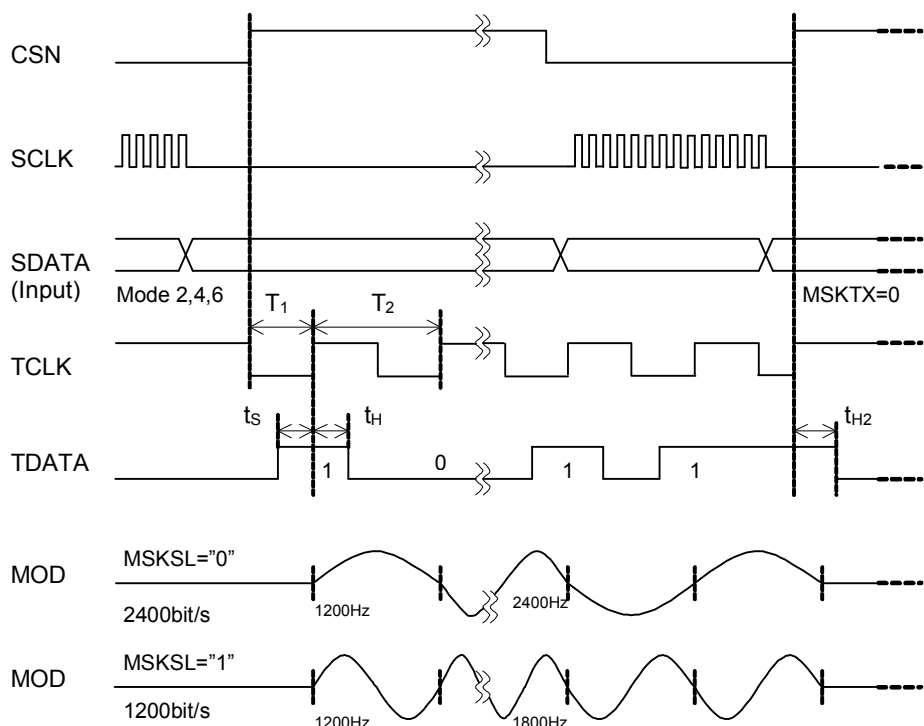 CSN
SCLK
SDATA
(Input)
Mode 2,4,6
MSKTX=0
T1
T2
TCLK
tS
tH
tH2
TDATA
1
0
1
1
MOD
MSKSL=”0”
2400bit/s
1200Hz
2400Hz
MOD
MSKSL=”1”
1200bit/s
1200Hz
1800Hz